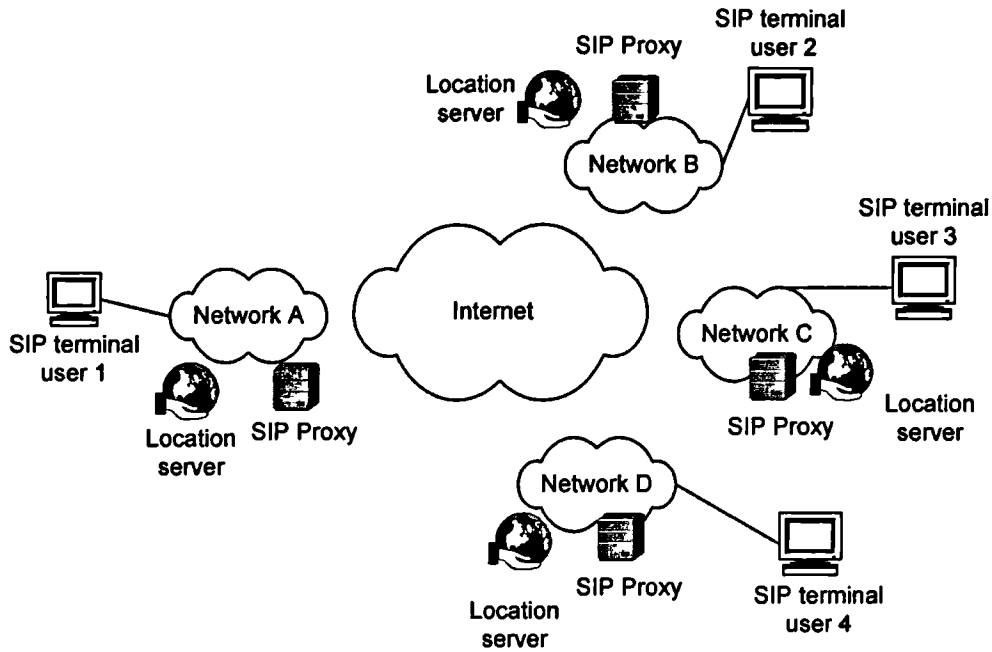 SIP terminal
user 2
SIP Proxy
Location
server
Network B
SIP terminal
user 3
Network A
Internet
Network C
SIP terminal
user 1
Location
server
SIP Proxy
SIP Proxy
Location
server
Network D
SIP Proxy
Location
server
SIP terminal
user 4